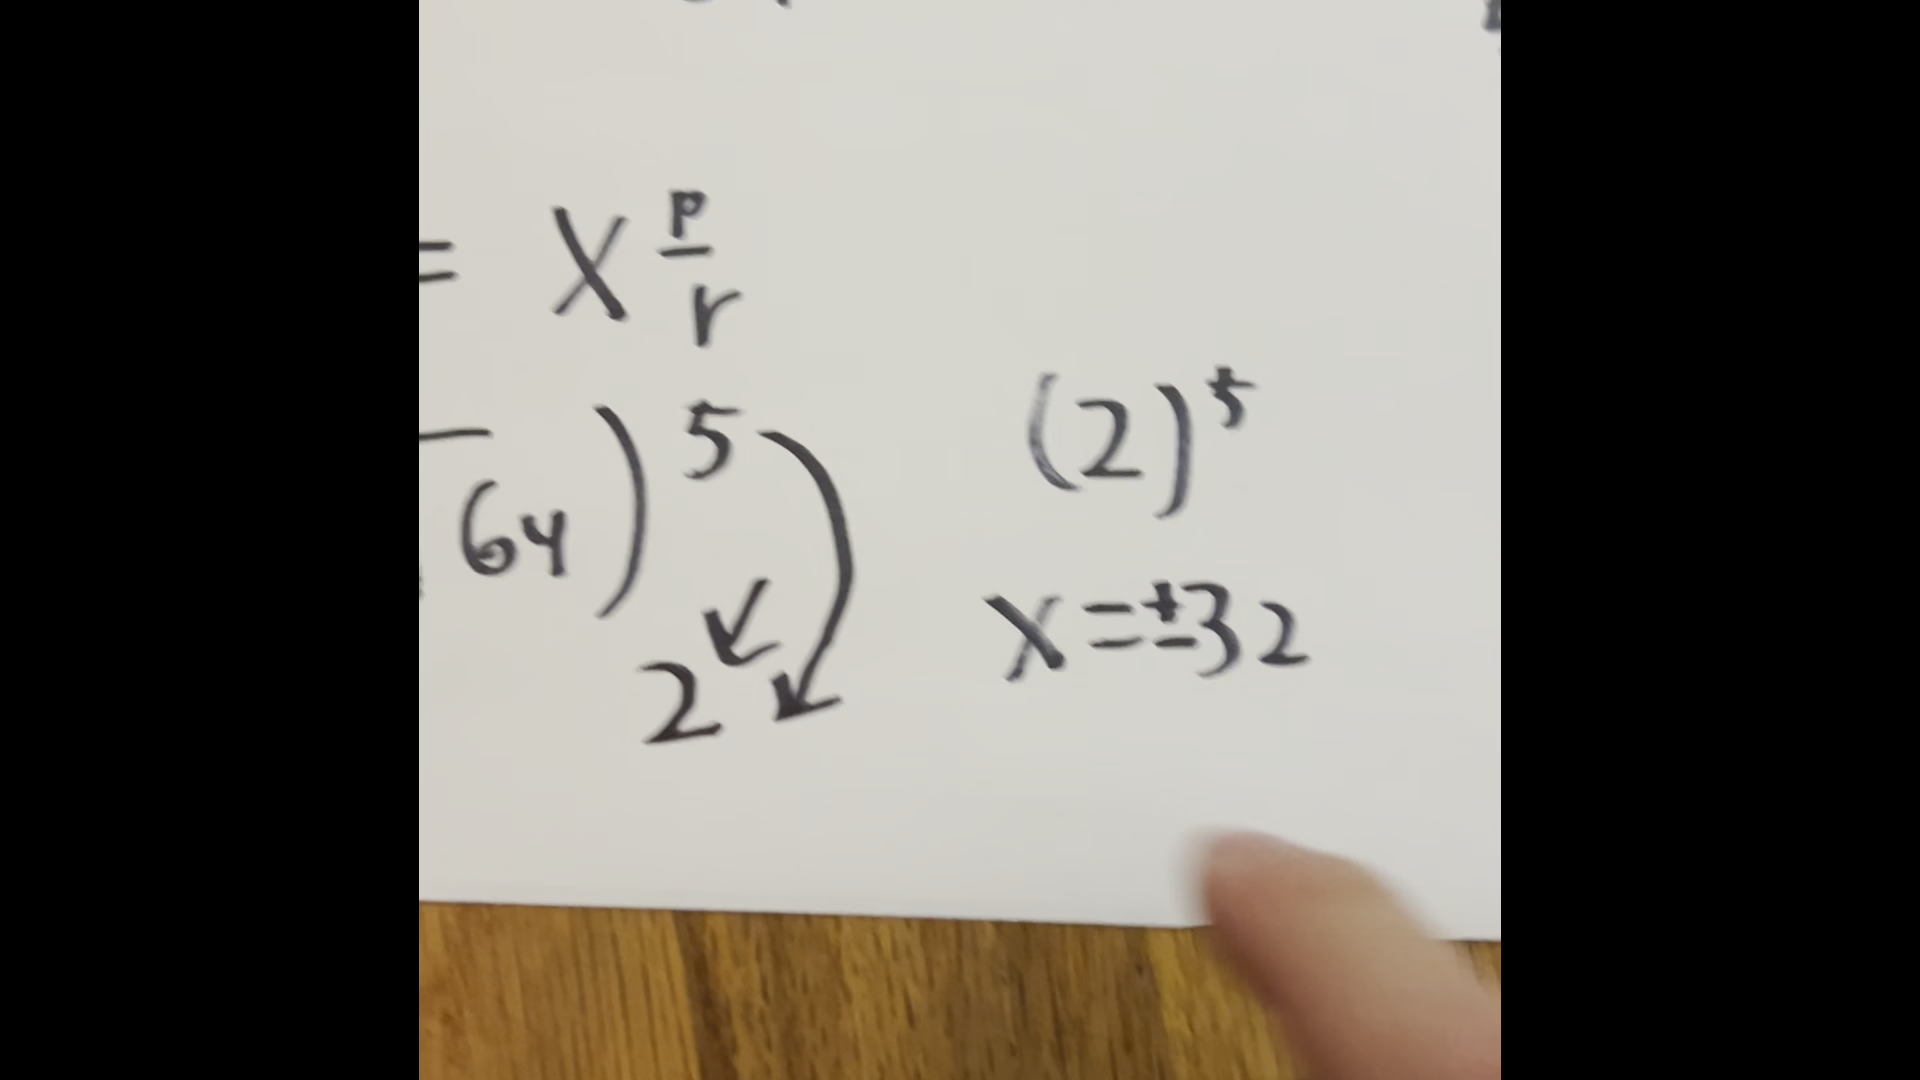 = x^(p/r)
64)^5
(2)^5
2
x = ±32